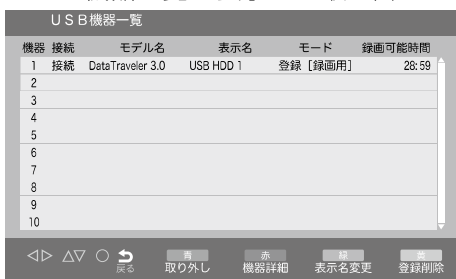 USB機器一覧
機器 接続 モデル名 表示名 モード 録画可能時間
1 接続 DataTraveler 3.0 USB HDD 1 登録［録画用］ 28:59
2
3
4
5
6
7
8
9
10
◁▷ △▽ ○ 戻る 青 取り外し 赤 機器詳細 緑 表示名変更 黄 登録削除